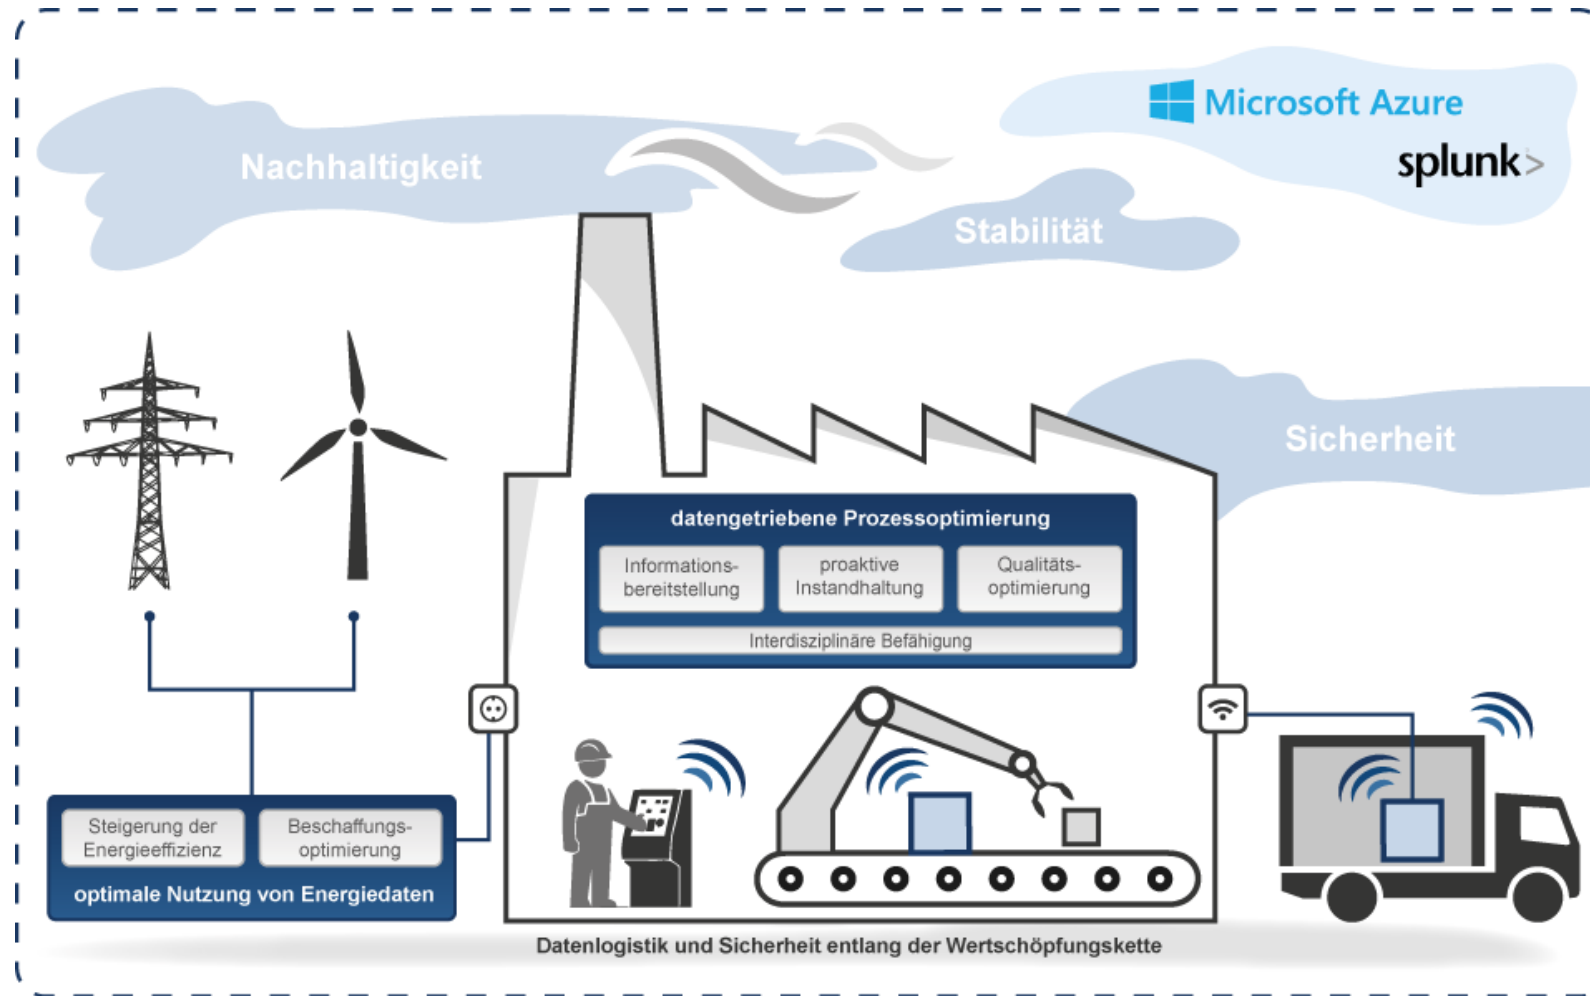 Microsoft Azure
Nachhaltigkeit
splunk>
Stabilität
Sicherheit
datengetriebene Prozessoptimierung
Informations-
bereitstellung
proaktive
Instandhaltung
Qualitäts-
optimierung
Interdisziplinäre Befähigung
Steigerung der
Energieeffizienz
Beschaffungs-
optimierung
optimale Nutzung von Energiedaten
Datenlogistik und Sicherheit entlang der Wertschöpfungskette